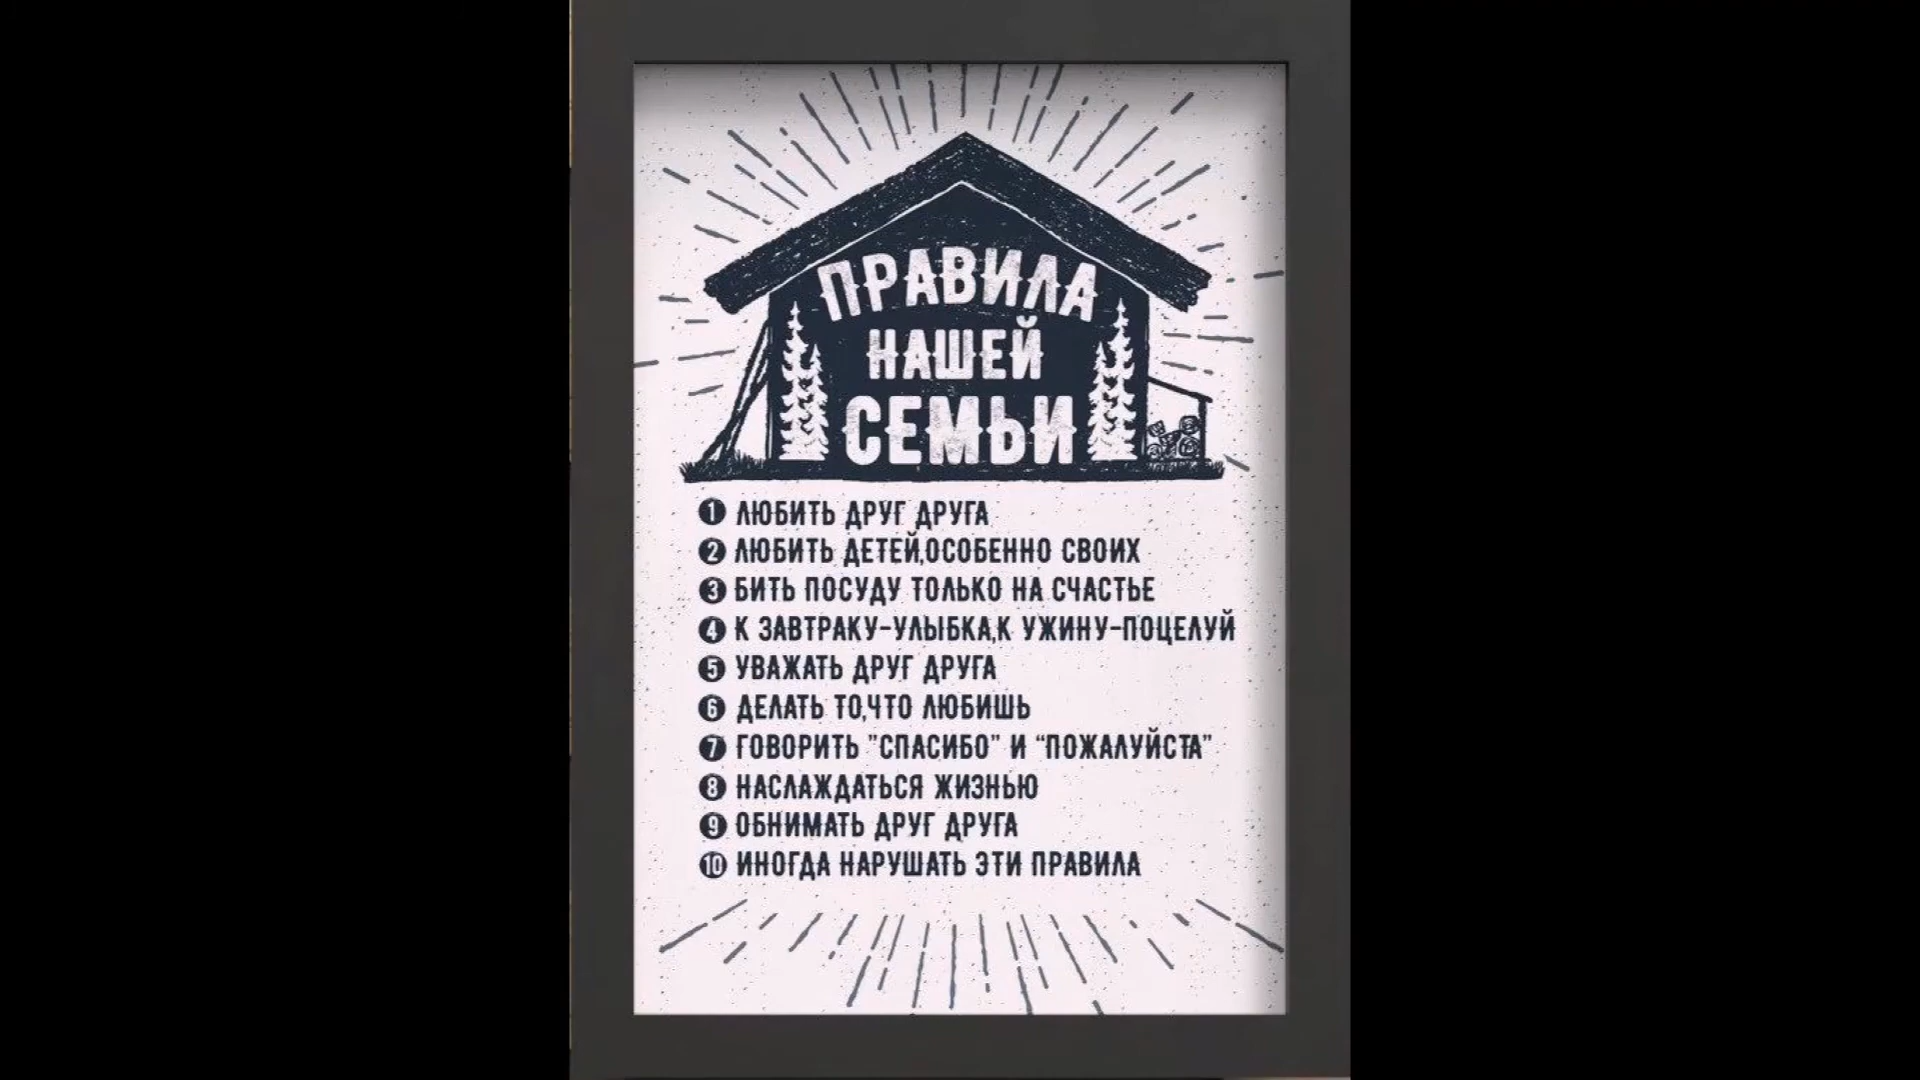 ПРАВИЛА
НАШЕЙ
СЕМЬИ
1 ЛЮБИТЬ ДРУГ ДРУГА
2 ЛЮБИТЬ ДЕТЕЙ,ОСОБЕННО СВОИХ
3 БИТЬ ПОСУДУ ТОЛЬКО НА СЧАСТЬЕ
4 К ЗАВТРАКУ-УЛЫБКА,К УЖИНУ-ПОЦЕЛУЙ
5 УВАЖАТЬ ДРУГ ДРУГА
6 ДЕЛАТЬ ТО,ЧТО ЛЮБИШЬ
7 ГОВОРИТЬ "СПАСИБО" И “ПОЖАЛУЙСТА”
8 НАСЛАЖДАТЬСЯ ЖИЗНЬЮ
9 ОБНИМАТЬ ДРУГ ДРУГА
10 ИНОГДА НАРУШАТЬ ЭТИ ПРАВИЛА